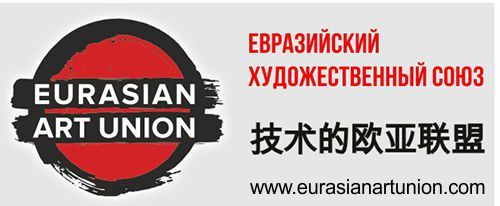 EURASIAN
ART UNION
ЕВРАЗИЙСКИЙ
ХУДОЖЕСТВЕННЫЙ СОЮЗ
技术的欧亚联盟
www.eurasianartunion.com